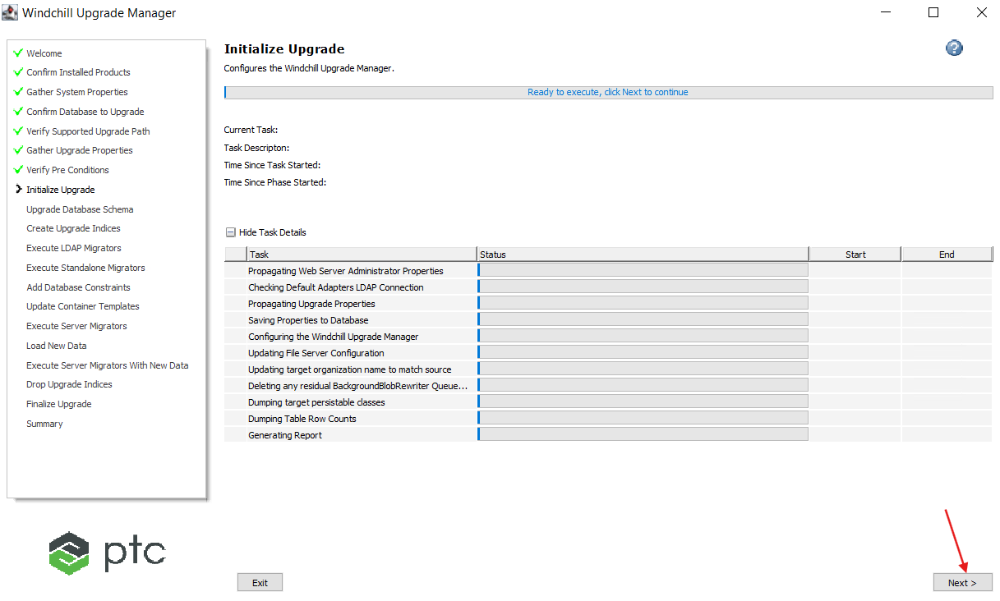 Windchill Upgrade Manager
Welcome
Confirm Installed Products
Gather System Properties
Confirm Database to Upgrade
Verify Supported Upgrade Path
Gather Upgrade Properties
Verify Pre Conditions
Initialize Upgrade
Upgrade Database Schema
Create Upgrade Indices
Execute LDAP Migrators
Execute Standalone Migrators
Add Database Constraints
Update Container Templates
Execute Server Migrators
Load New Data
Execute Server Migrators With New Data
Drop Upgrade Indices
Finalize Upgrade
Summary
ptc
Initialize Upgrade
?
Configures the Windchill Upgrade Manager.
Ready to execute, click Next to continue
Current Task:
Task Descripton:
Time Since Task Started:
Time Since Phase Started:
Hide Task Details
Task Status Start End
Propagating Web Server Administrator Properties
Checking Default Adapters LDAP Connection
Propagating Upgrade Properties
Saving Properties to Database
Configuring the Windchill Upgrade Manager
Updating File Server Configuration
Updating target organization name to match source
Deleting any residual BackgroundBlobRewriter Queue...
Dumping target persistable classes
Dumping Table Row Counts
Generating Report
Exit Next >